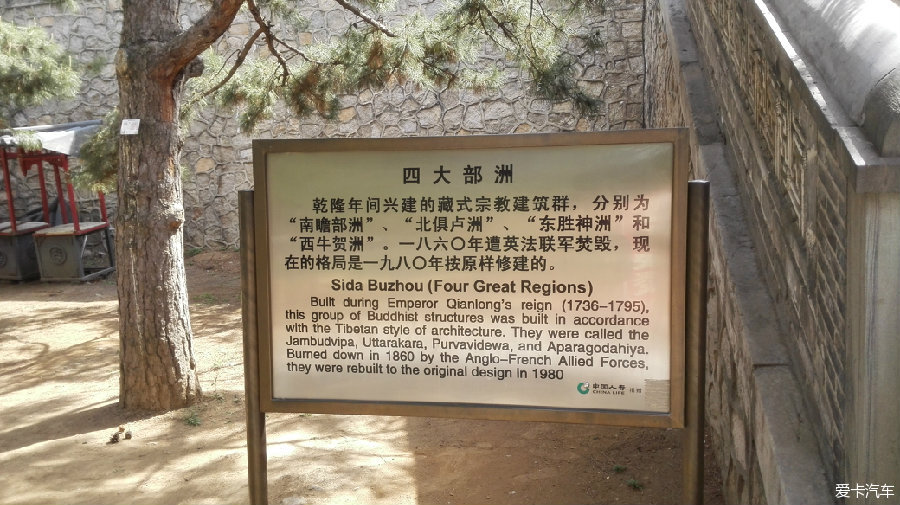 四大部洲
乾隆年间兴建的藏式宗教建筑群，分别为
“南瞻部洲”、“北俱卢洲”、“东胜神洲”和
“西牛贺洲”。一八六〇年遭英法联军焚毁，现
在的格局是一九八〇年按原样修建的。
Sida Buzhou (Four Great Regions)
Built during Emperor Qianlong's reign (1736-1795),
this group of Buddhist structures was built in accordance
with the Tibetan style of architecture. They were called the
Jambudvipa, Uttarakara, Purvavidewa, and Aparagodahiya.
Burned down in 1860 by the Anglo-French Allied Forces,
they were rebuilt to the original design in 1980
中国人寿
CHINA LIFE
爱卡汽车